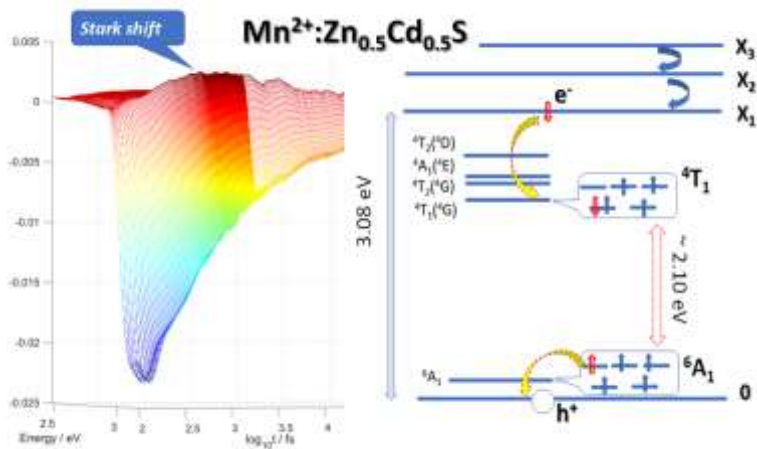 Stark shift
Mn²⁺:Zn₀.₅Cd₀.₅S
0.005
0
-0.005
-0.01
-0.015
-0.02
-0.025
2.5
3
2
2.5
3
3.5
4
Energy / eV
log₁₀t / fs
X₃
X₂
X₁
e⁻
⁴T₂(⁴D)
⁴A₁(⁴E)
⁴T₂(⁴G)
⁴T₁(⁴G)
⁴T₁
3.08 eV
~ 2.10 eV
⁶A₁
⁶A₁
0
h⁺